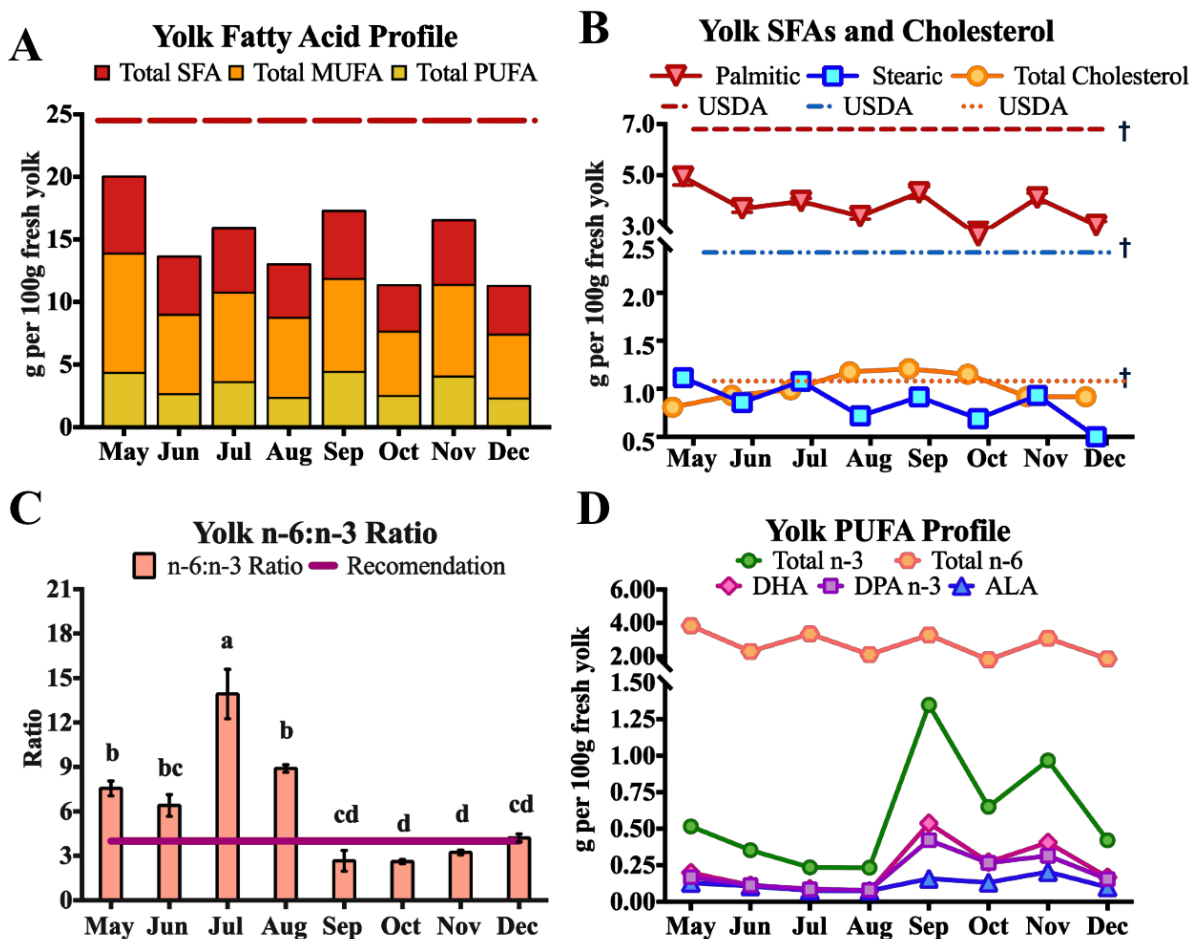 A
Yolk Fatty Acid Profile
Total SFA Total MUFA Total PUFA
25
20
15
10
5
0
g per 100g fresh yolk
May Jun Jul Aug Sep Oct Nov Dec
B
Yolk SFAs and Cholesterol
Palmitic Stearic Total Cholesterol
USDA USDA USDA
7.0
5.0
3.0
2.5
2.0
1.5
1.0
0.5
g per 100g fresh yolk
†
†
†
May Jun Jul Aug Sep Oct Nov Dec
C
Yolk n-6:n-3 Ratio
n-6:n-3 Ratio Recomendation
21
18
15
12
9
6
3
0
Ratio
b bc a b cd d d cd
May Jun Jul Aug Sep Oct Nov Dec
D
Yolk PUFA Profile
Total n-3 Total n-6
DHA DPA n-3 ALA
6.00
4.00
2.00
1.50
1.25
1.00
0.75
0.50
0.25
0.00
g per 100g fresh yolk
May Jun Jul Aug Sep Oct Nov Dec